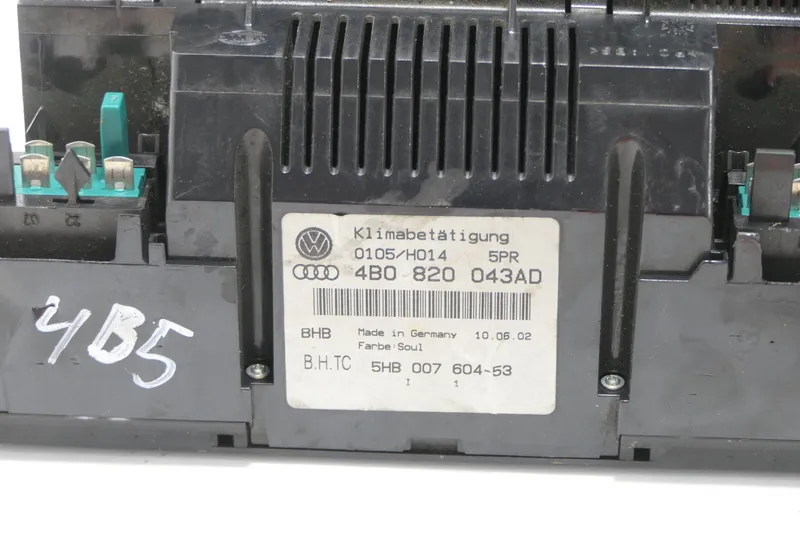 Klimabetätigung
0105/H014 5PR
4B0 820 043AD
BHB Made in Germany 10.06.02
Farbe:Soul
B.H.TC 5HB 007 604-53
I 1
4B5